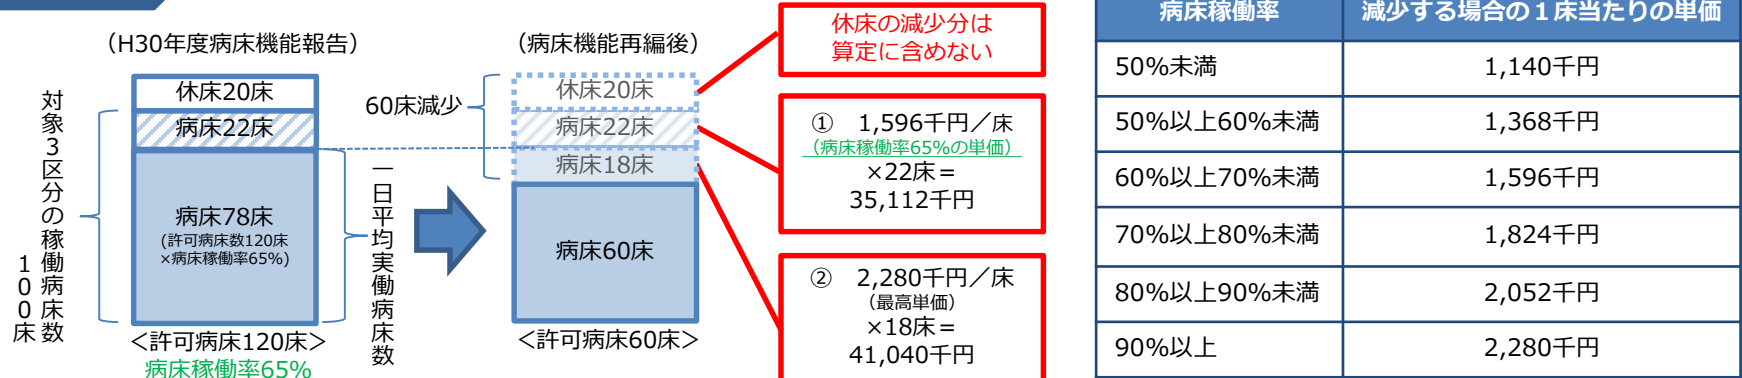 （H30年度病床機能報告）
休床20床
病床22床
病床78床
(許可病床数120床
×病床稼働率65%)
対象３区分の稼働病床数
１００床
一日平均実働病床数
＜許可病床120床＞
病床稼働率65%
（病床機能再編後）
60床減少
休床20床
病床22床
病床18床
病床60床
＜許可病床60床＞
休床の減少分は
算定に含めない
①　1,596千円／床
（病床稼働率65%の単価）
×22床＝
35,112千円
②　2,280千円／床
（最高単価）
×18床＝
41,040千円
病床稼働率　減少する場合の１床当たりの単価
50%未満　1,140千円
50%以上60%未満　1,368千円
60%以上70%未満　1,596千円
70%以上80%未満　1,824千円
80%以上90%未満　2,052千円
90%以上　2,280千円